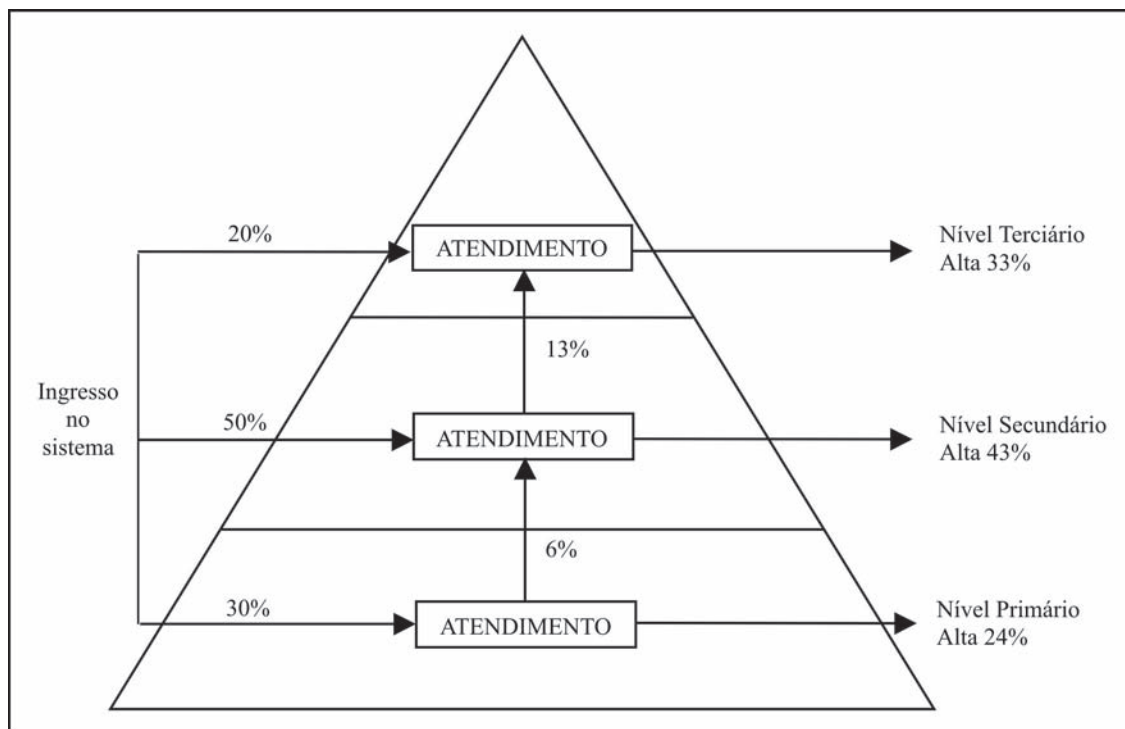 20%
ATENDIMENTO
Nível Terciário
Alta 33%
13%
Ingresso
no
sistema
50%
ATENDIMENTO
Nível Secundário
Alta 43%
6%
30%
ATENDIMENTO
Nível Primário
Alta 24%